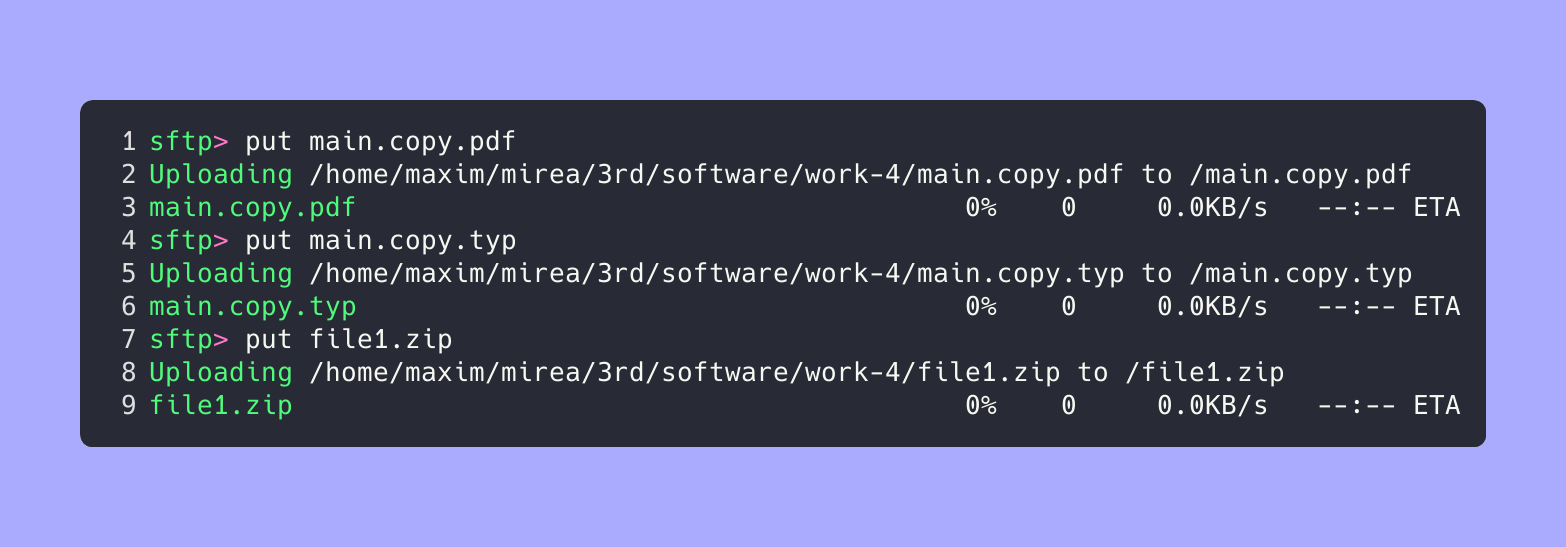 1 sftp> put main.copy.pdf
2 Uploading /home/maxim/mirea/3rd/software/work-4/main.copy.pdf to /main.copy.pdf
3 main.copy.pdf                                      0%    0     0.0KB/s   --:-- ETA
4 sftp> put main.copy.typ
5 Uploading /home/maxim/mirea/3rd/software/work-4/main.copy.typ to /main.copy.typ
6 main.copy.typ                                      0%    0     0.0KB/s   --:-- ETA
7 sftp> put file1.zip
8 Uploading /home/maxim/mirea/3rd/software/work-4/file1.zip to /file1.zip
9 file1.zip                                          0%    0     0.0KB/s   --:-- ETA